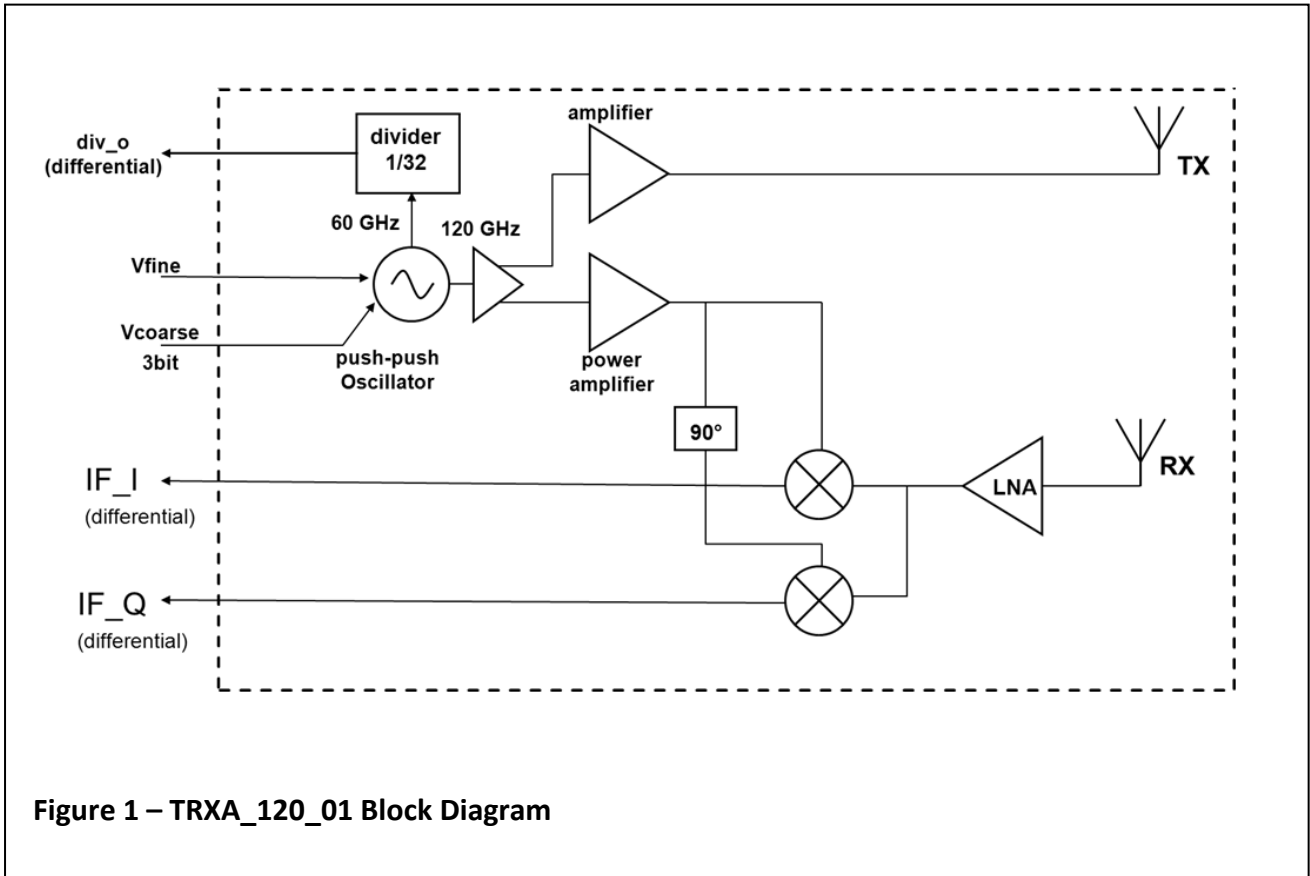 amplifier
divider
1/32
div_o
(differential)
TX
60 GHz
120 GHz
Vfine
Vcoarse
3bit
push-push
Oscillator
power
amplifier
90°
IF_I
(differential)
LNA
RX
IF_Q
(differential)
Figure 1 – TRXA_120_01 Block Diagram